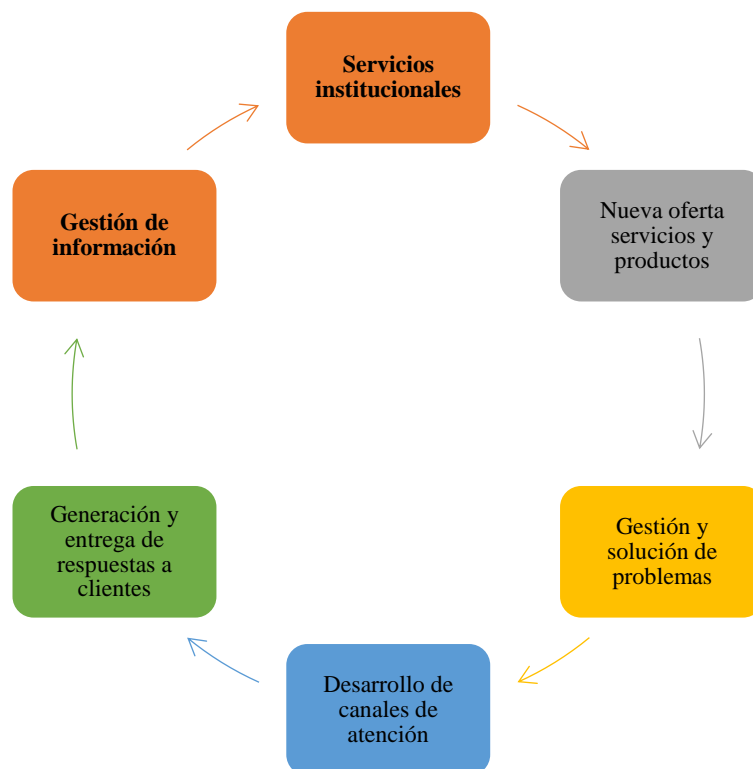 Servicios
institucionales
Nueva oferta
servicios y
productos
Gestión y
solución de
problemas
Desarrollo de
canales de
atención
Generación y
entrega de
respuestas a
clientes
Gestión de
información